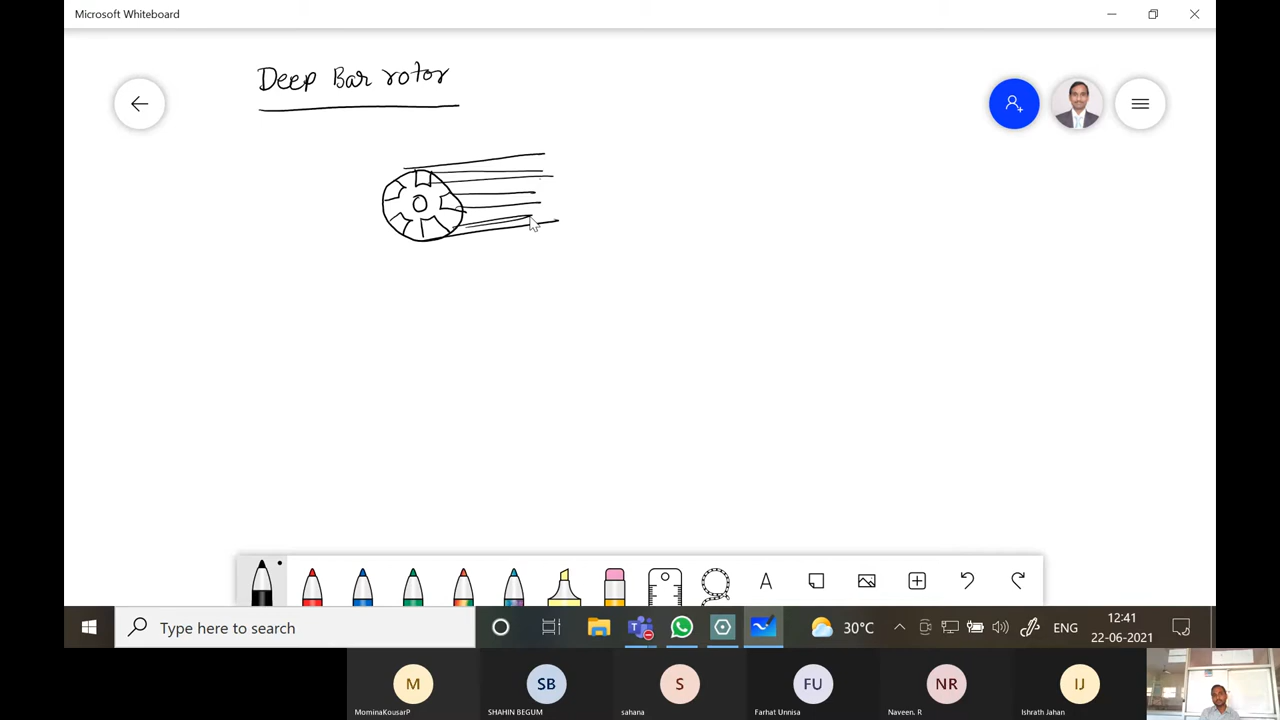 Microsoft Whiteboard
Deep Bar rotor
A
Type here to search
30°C
ENG
12:41
22-06-2021
M
SB
S
FU
NR
IJ
MominaKousarP
SHAHIN BEGUM
sahana
Farhat Unnisa
Naveen. R
Ishrath Jahan